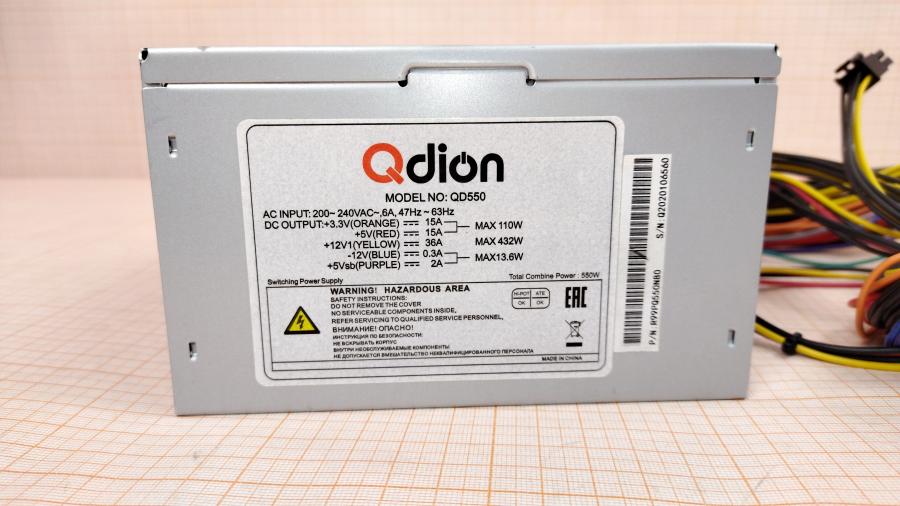 Qdion
MODEL NO: QD550
AC INPUT: 200~ 240VAC~,6A, 47Hz ~ 63Hz
DC OUTPUT:+3.3V(ORANGE) 15A
+5V(RED) 15A
MAX 110W
+12V1(YELLOW) 36A MAX 432W
-12V(BLUE) 0.3A
+5Vsb(PURPLE) 2A
MAX13.6W
Switching Power Supply
Total Combine Power : 550W
WARNING! HAZARDOUS AREA
SAFETY INSTRUCTIONS:
DO NOT REMOVE THE COVER
NO SERVICEABLE COMPONENTS INSIDE,
REFER SERVICING TO QUALIFIED SERVICE PERSONNEL,
ВНИМАНИЕ! ОПАСНО!
ИНСТРУКЦИЯ ПО БЕЗОПАСНОСТИ:
НЕ ВСКРЫВАТЬ КОРПУС
ВНУТРИ НЕОБСЛУЖИВАЕМЫЕ КОМПОНЕНТЫ
НЕ ДОПУСКАЕТСЯ ВМЕШАТЕЛЬСТВО НЕКВАЛИФИЦИРОВАННОГО ПЕРСОНАЛА
HI-POT ATE
OK OK
EAC
MADE IN CHINA
S/N: Q2020106560
P/N: R99PQ550NB0